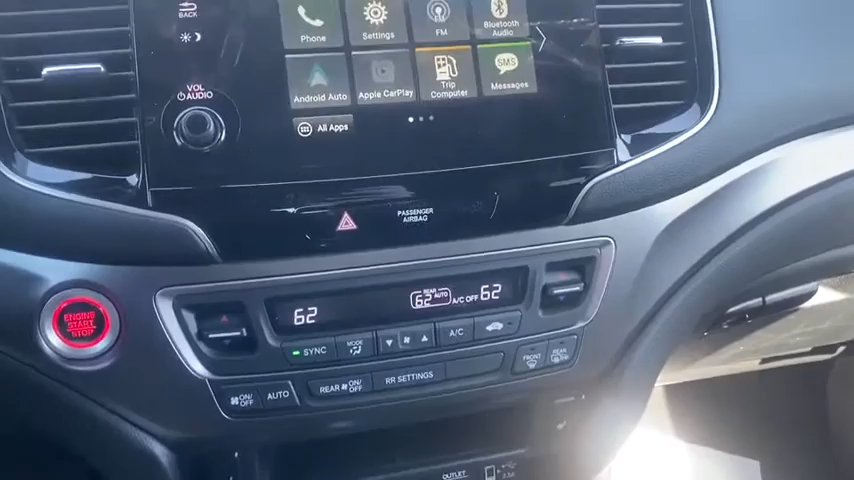 BACK
Phone
Settings
FM
Bluetooth
Audio
VOL
AUDIO
Android Auto
Apple CarPlay
Trip
Computer
SMS
Messages
All Apps
PASSENGER
AIRBAG
ENGINE
START
STOP
62
REAR
62 AUTO
A/C OFF
62
SYNC
MODE
A/C
FRONT
REAR
ON/OFF
AUTO
REAR ON/OFF
RR SETTINGS
OUTLET